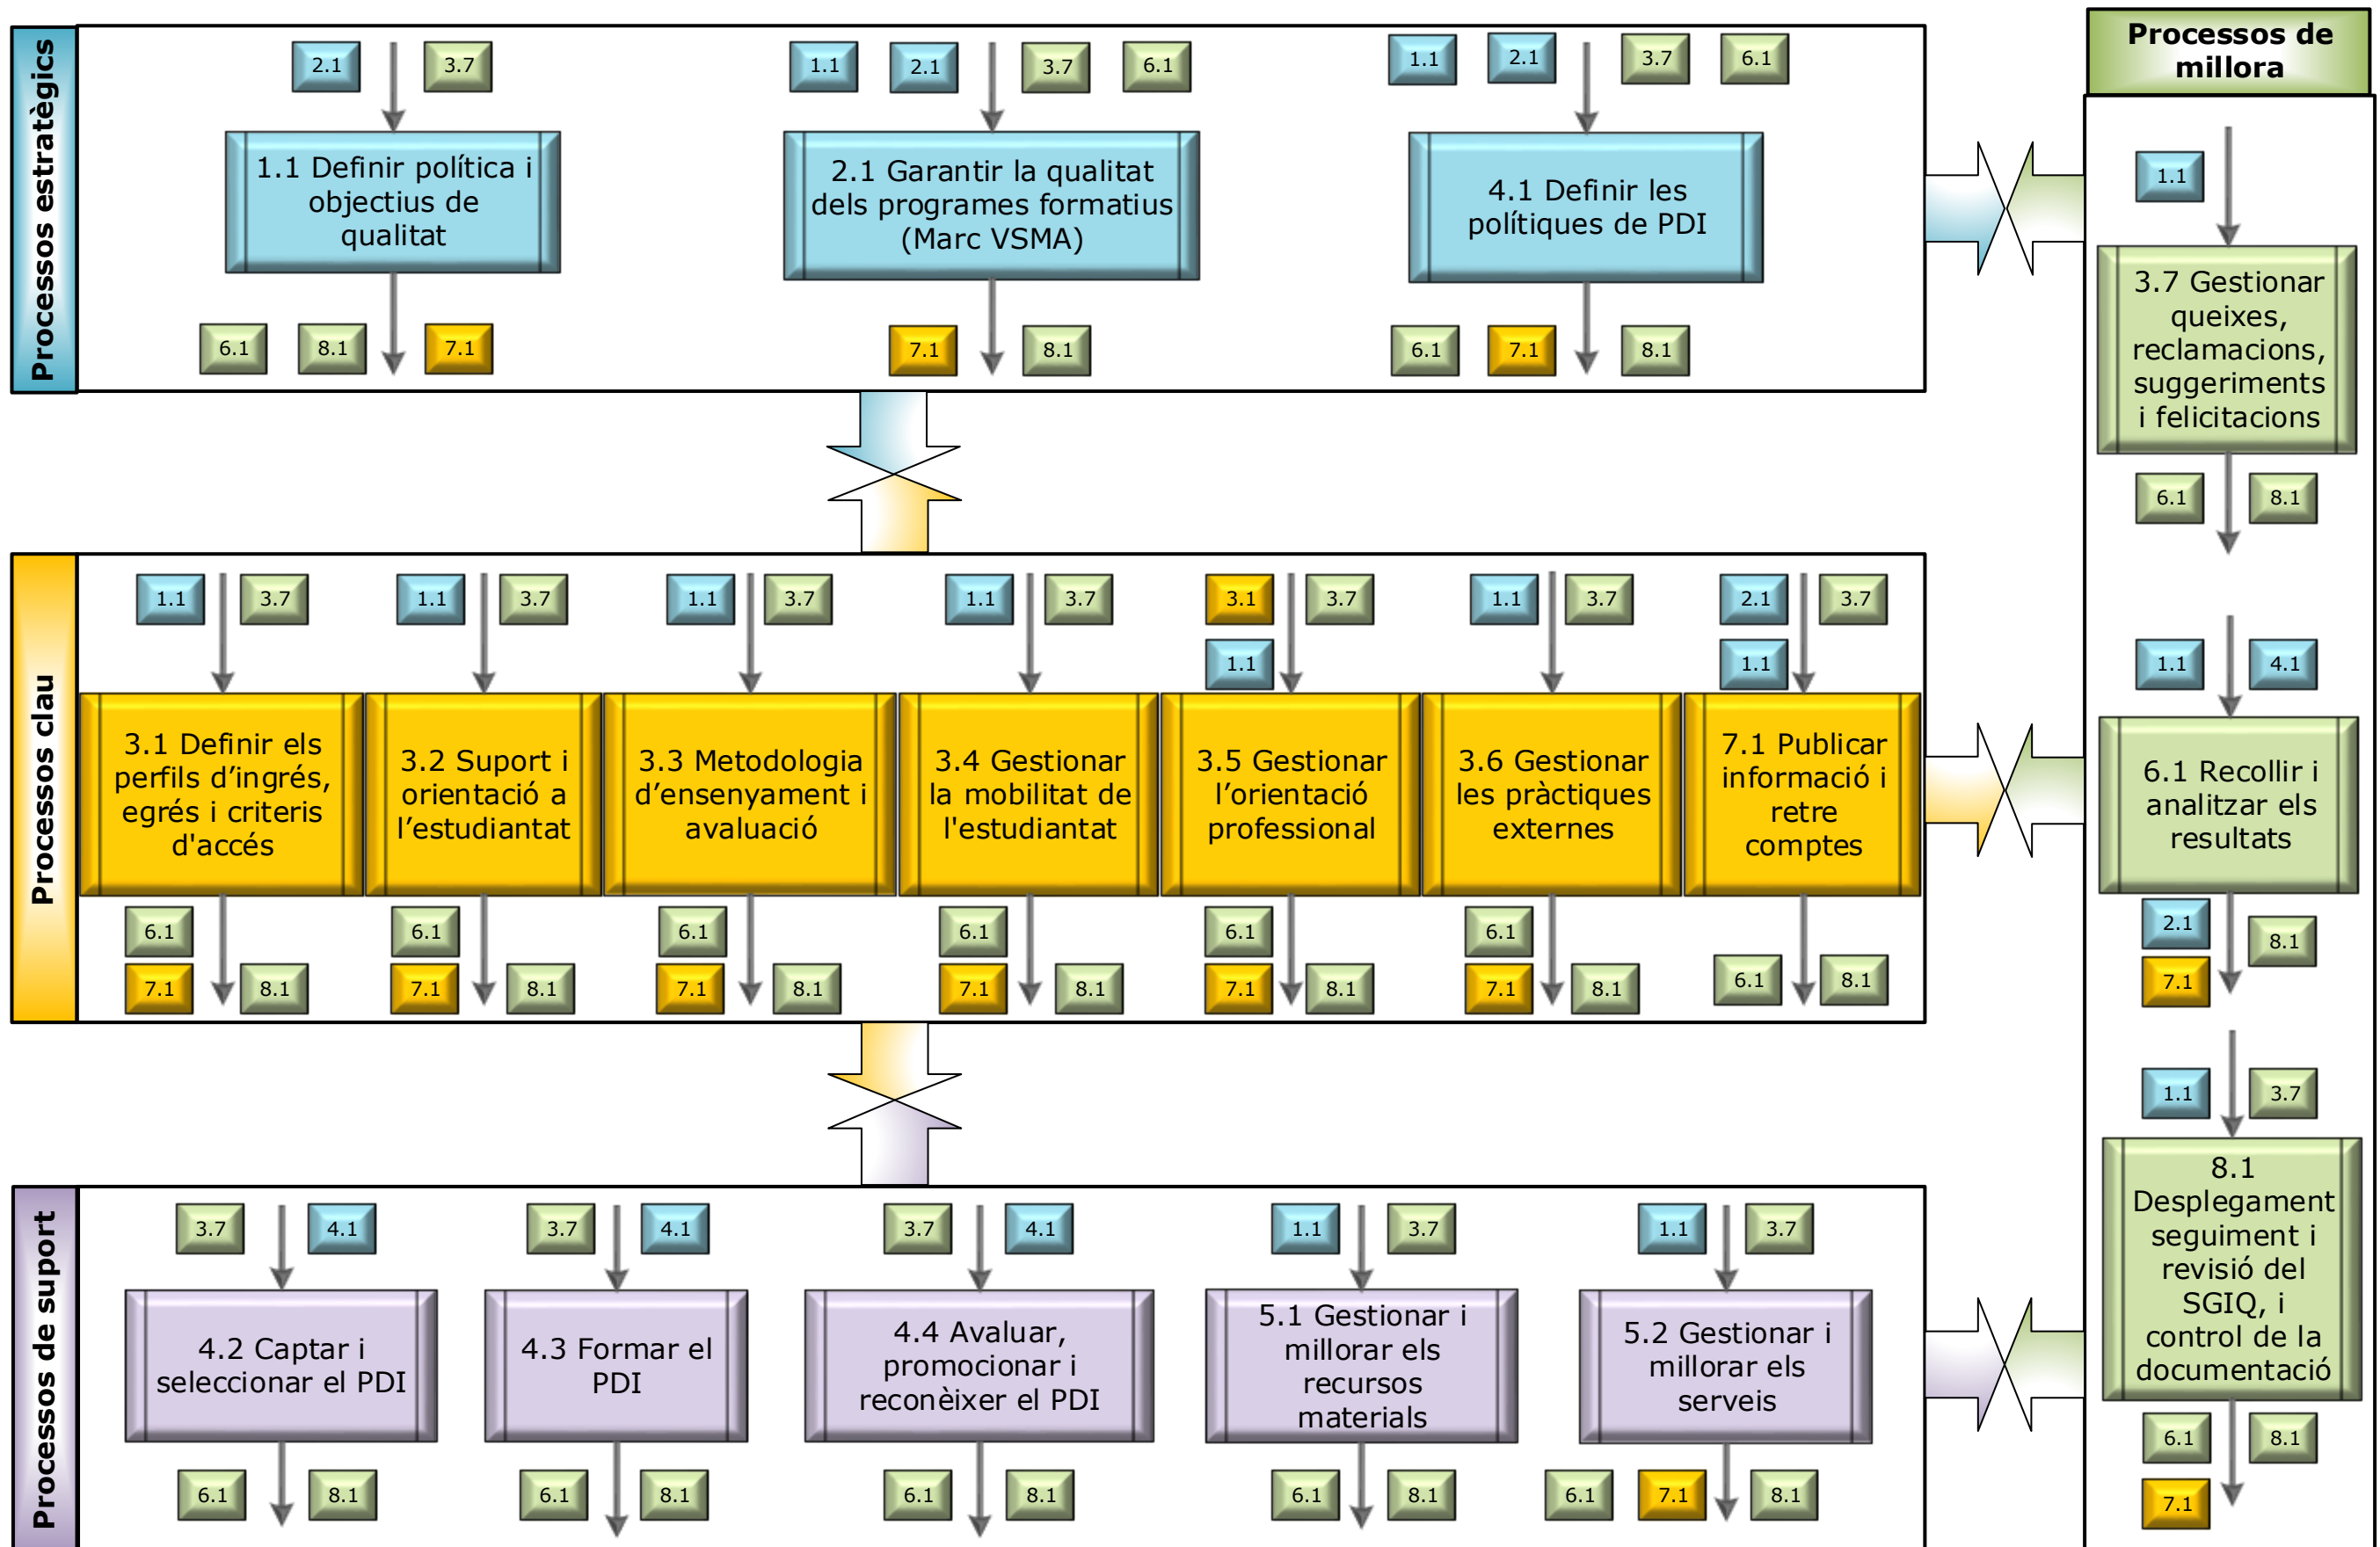 Processos estratègics
2.1
3.7
1.1 Definir política i
objectius de
qualitat
6.1
8.1
7.1
1.1
2.1
3.7
6.1
2.1 Garantir la qualitat
dels programes formatius
(Marc VSMA)
7.1
8.1
1.1
2.1
3.7
6.1
4.1 Definir les
polítiques de PDI
6.1
7.1
8.1
Processos clau
1.1
3.7
3.1 Definir els
perfils d’ingrés,
egrés i criteris
d'accés
6.1
7.1
8.1
1.1
3.7
3.2 Suport i
orientació a
l’estudiantat
6.1
7.1
8.1
1.1
3.7
3.3 Metodologia
d’ensenyament i
avaluació
6.1
7.1
8.1
1.1
3.7
3.4 Gestionar
la mobilitat de
l'estudiantat
6.1
7.1
8.1
3.1
3.7
1.1
3.5 Gestionar
l’orientació
professional
6.1
7.1
8.1
1.1
3.7
3.6 Gestionar
les pràctiques
externes
6.1
7.1
8.1
2.1
3.7
1.1
7.1 Publicar
informació i
retre
comptes
6.1
8.1
Processos de suport
3.7
4.1
4.2 Captar i
seleccionar el PDI
6.1
8.1
3.7
4.1
4.3 Formar el
PDI
6.1
8.1
3.7
4.1
4.4 Avaluar,
promocionar i
reconèixer el PDI
6.1
8.1
1.1
3.7
5.1 Gestionar i
millorar els
recursos
materials
6.1
8.1
1.1
3.7
5.2 Gestionar i
millorar els
serveis
6.1
7.1
8.1
Processos de
millora
1.1
3.7 Gestionar
queixes,
reclamacions,
suggeriments
i felicitacions
6.1
8.1
1.1
4.1
6.1 Recollir i
analitzar els
resultats
2.1
8.1
7.1
1.1
3.7
8.1
Desplegament
seguiment i
revisió del
SGIQ, i
control de la
documentació
6.1
8.1
7.1